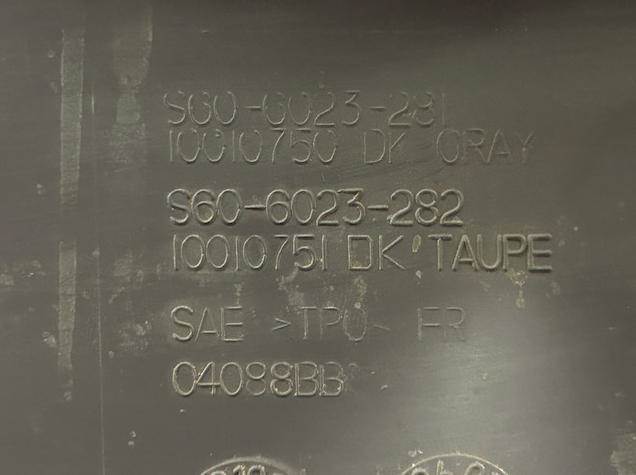 S60-6023-281
10010750 DK GRAY
S60-6023-282
10010751 DK TAUPE
SAE >TPO< FR
04088BB